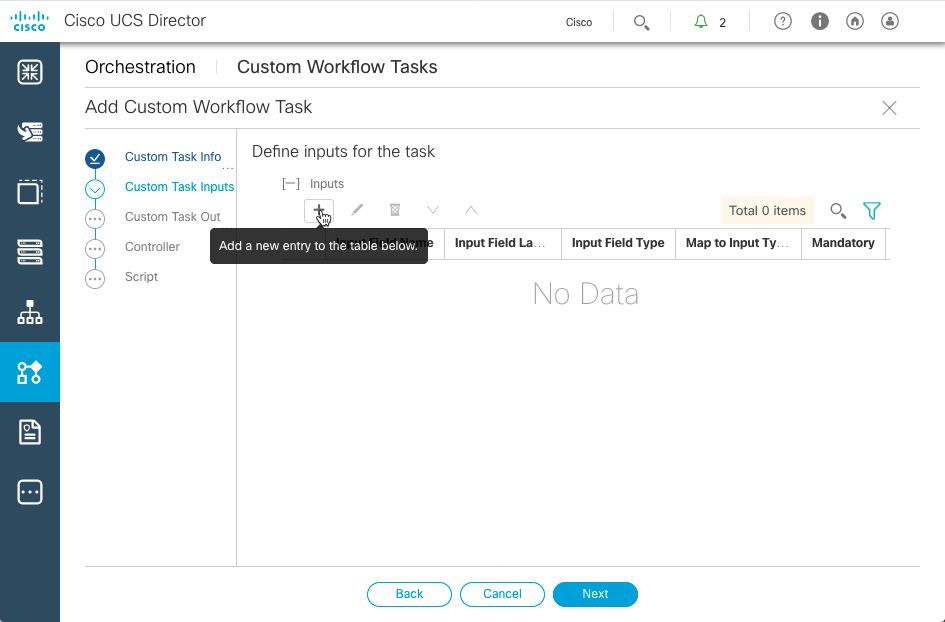 CISCO
Cisco UCS Director
Cisco
2
Orchestration
Custom Workflow Tasks
Add Custom Workflow Task
Custom Task Info
Custom Task Inputs
Custom Task Out
Controller
Script
Define inputs for the task
[—] Inputs
Total 0 items
Add a new entry to the table below.
Input Field Name
Input Field La...
Input Field Type
Map to Input Ty...
Mandatory
No Data
Back
Cancel
Next